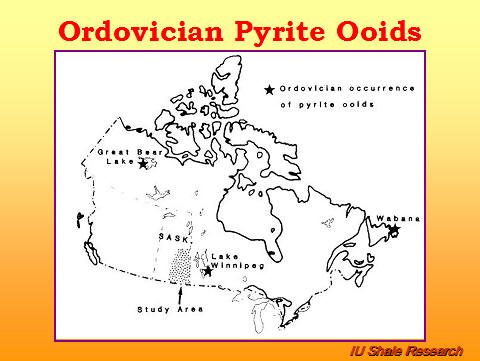 Ordovician Pyrite Ooids
Ordovician occurrence
of pyrite ooids
Great Bear
Lake
Wabana
SASK.
Lake
Winnipeg
Study Area
IU Shale Research